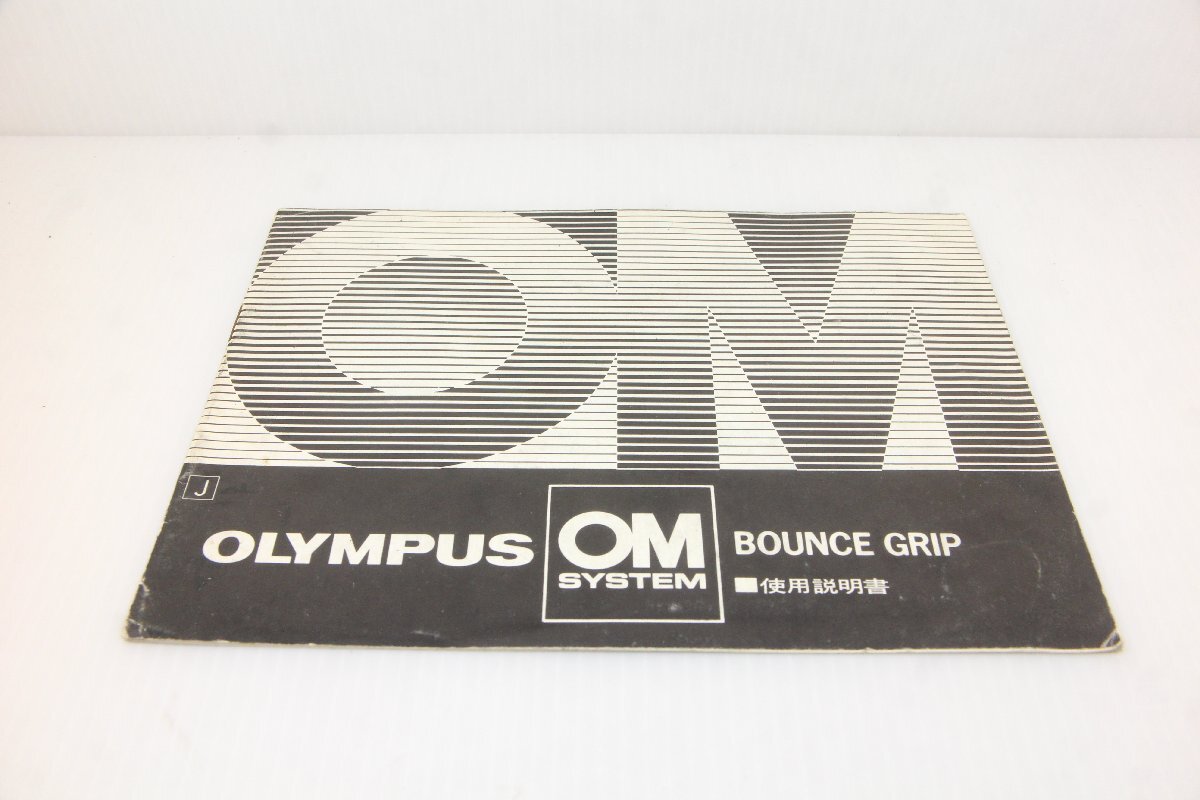 OM
J
OLYMPUS
OM
SYSTEM
BOUNCE GRIP
■使用説明書